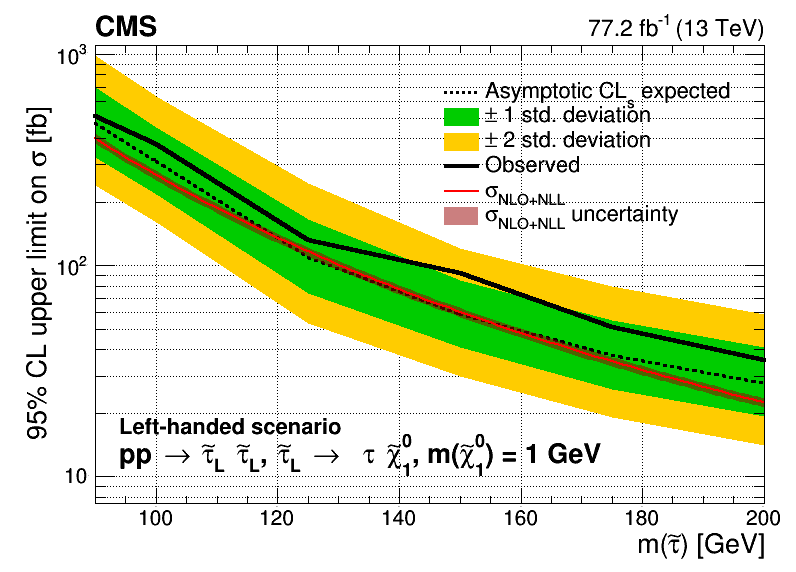 CMS 77.2 fb⁻¹ (13 TeV)
95% CL upper limit on σ [fb]
10³
10²
10
Asymptotic CLₛ expected
± 1 std. deviation
± 2 std. deviation
Observed
σNLO+NLL
σNLO+NLL uncertainty
Left-handed scenario
pp → τ̃L τ̃L, τ̃L → τ χ̃⁰₁, m(χ̃⁰₁) = 1 GeV
100 120 140 160 180 200
m(τ̃) [GeV]